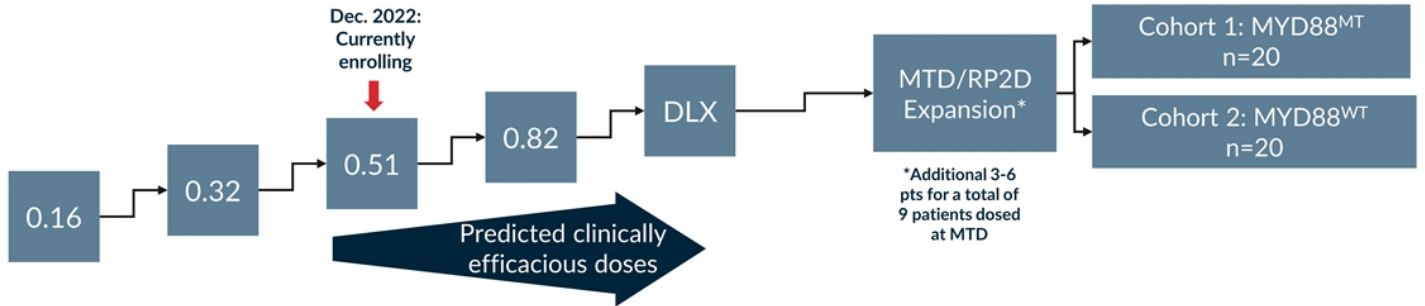 Dec. 2022:
Currently
enrolling
0.16
0.32
0.51
0.82
DLX
MTD/RP2D
Expansion*
*Additional 3-6
pts for a total of
9 patients dosed
at MTD
Cohort 1: MYD88ᴹᵀ
n=20
Cohort 2: MYD88ᵂᵀ
n=20
Predicted clinically
efficacious doses